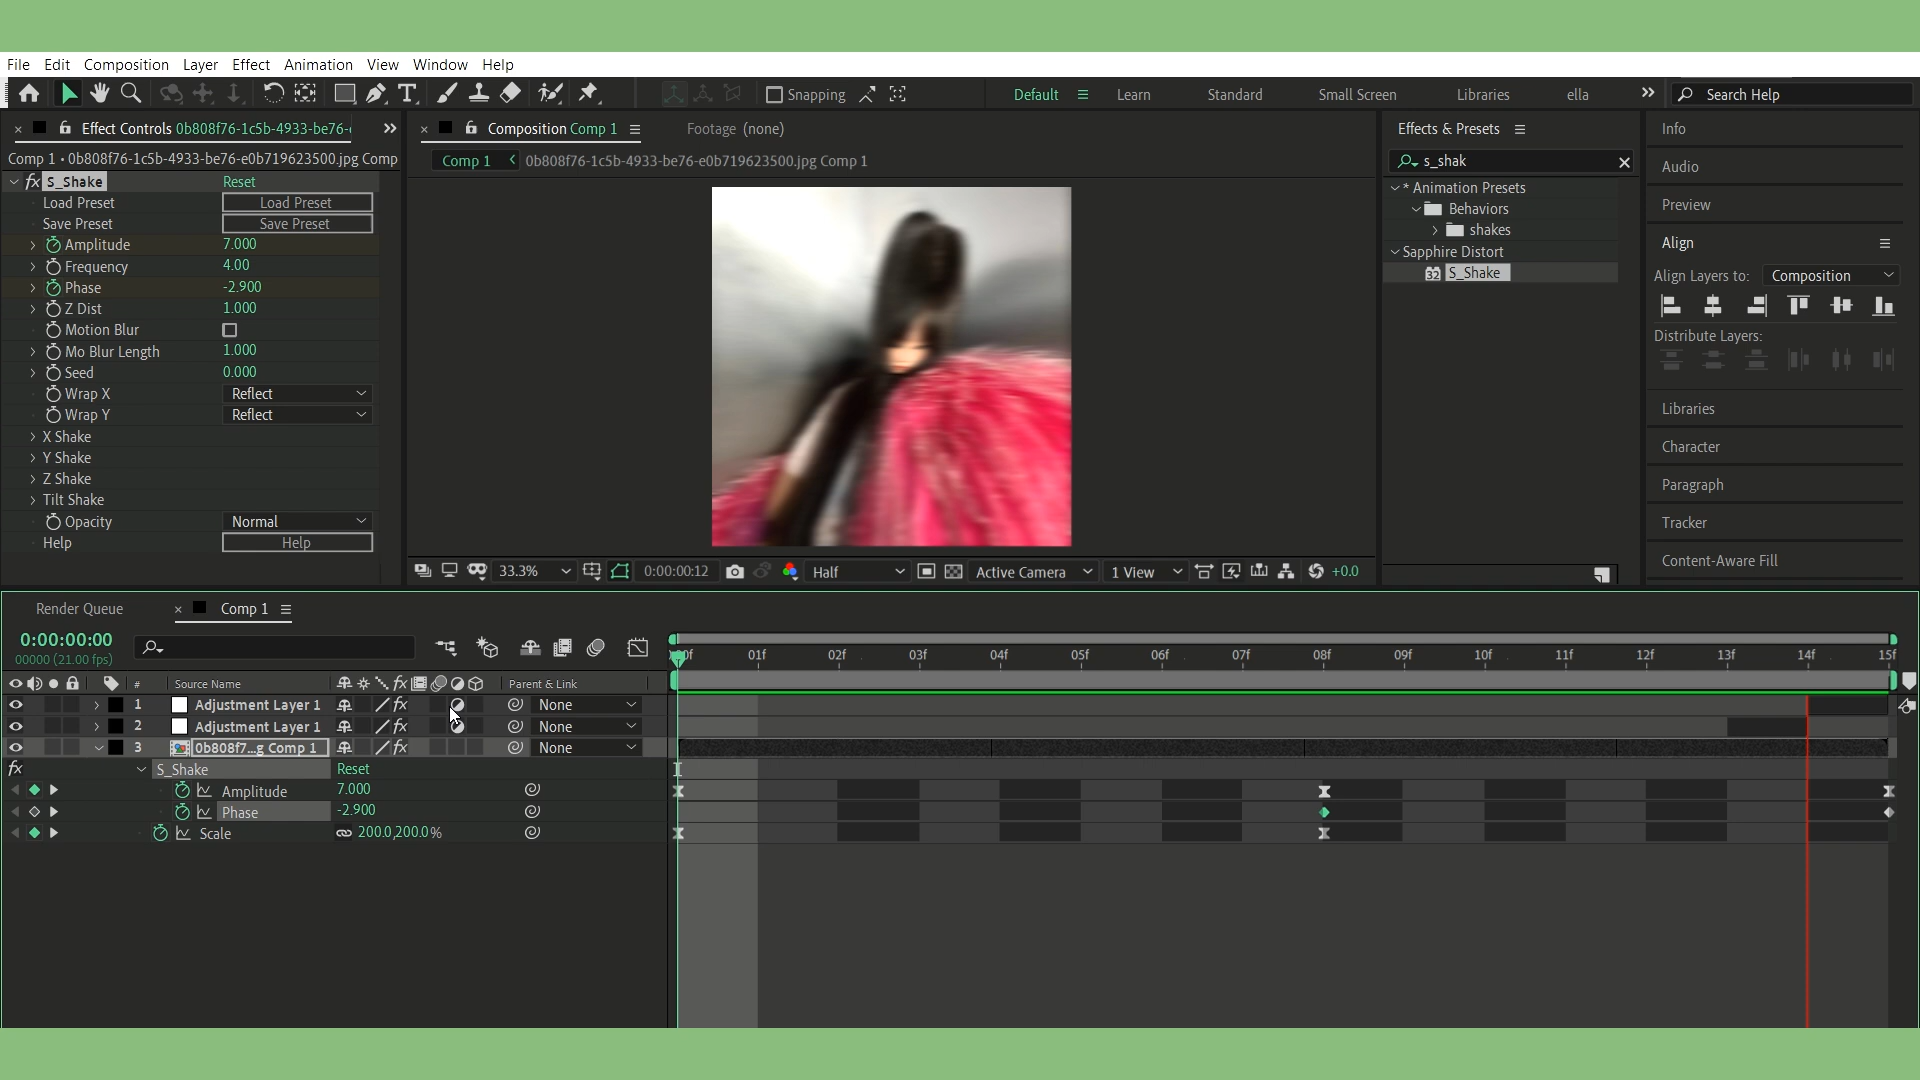 File Edit Composition Layer Effect Animation View Window Help
Snapping Default Learn Standard Small Screen Libraries ella Search Help
Effect Controls 0b808f76-1c5b-4933-be76- Composition Comp 1 Footage (none) Effects & Presets Info
Comp 1 • 0b808f76-1c5b-4933-be76-e0b719623500.jpg Comp Comp 1 0b808f76-1c5b-4933-be76-e0b719623500.jpg Comp 1 s_shak
fx S_Shake Reset
Load Preset Load Preset
Save Preset Save Preset
Amplitude 7.000
Frequency 4.00
Phase -2.900
Z Dist 1.000
Motion Blur
Mo Blur Length 1.000
Seed 0.000
Wrap X Reflect
Wrap Y Reflect
X Shake
Y Shake
Z Shake
Tilt Shake
Opacity Normal
Help Help
33.3% 0:00:00:12 Half Active Camera 1 View +0.0
* Animation Presets
Behaviors
shakes
Sapphire Distort
32 S_Shake
Audio
Preview
Align
Align Layers to: Composition
Distribute Layers:
Libraries
Character
Paragraph
Tracker
Content-Aware Fill
Render Queue Comp 1
0:00:00:00
00000 (21.00 fps)
00f 01f 02f 03f 04f 05f 06f 07f 08f 09f 10f 11f 12f 13f 14f 15f
# Source Name fx Parent & Link
1 Adjustment Layer 1 fx None
2 Adjustment Layer 1 fx None
3 0b808f7...g Comp 1 fx None
fx S_Shake Reset
Amplitude 7.000
Phase -2.900
Scale 200.0,200.0%